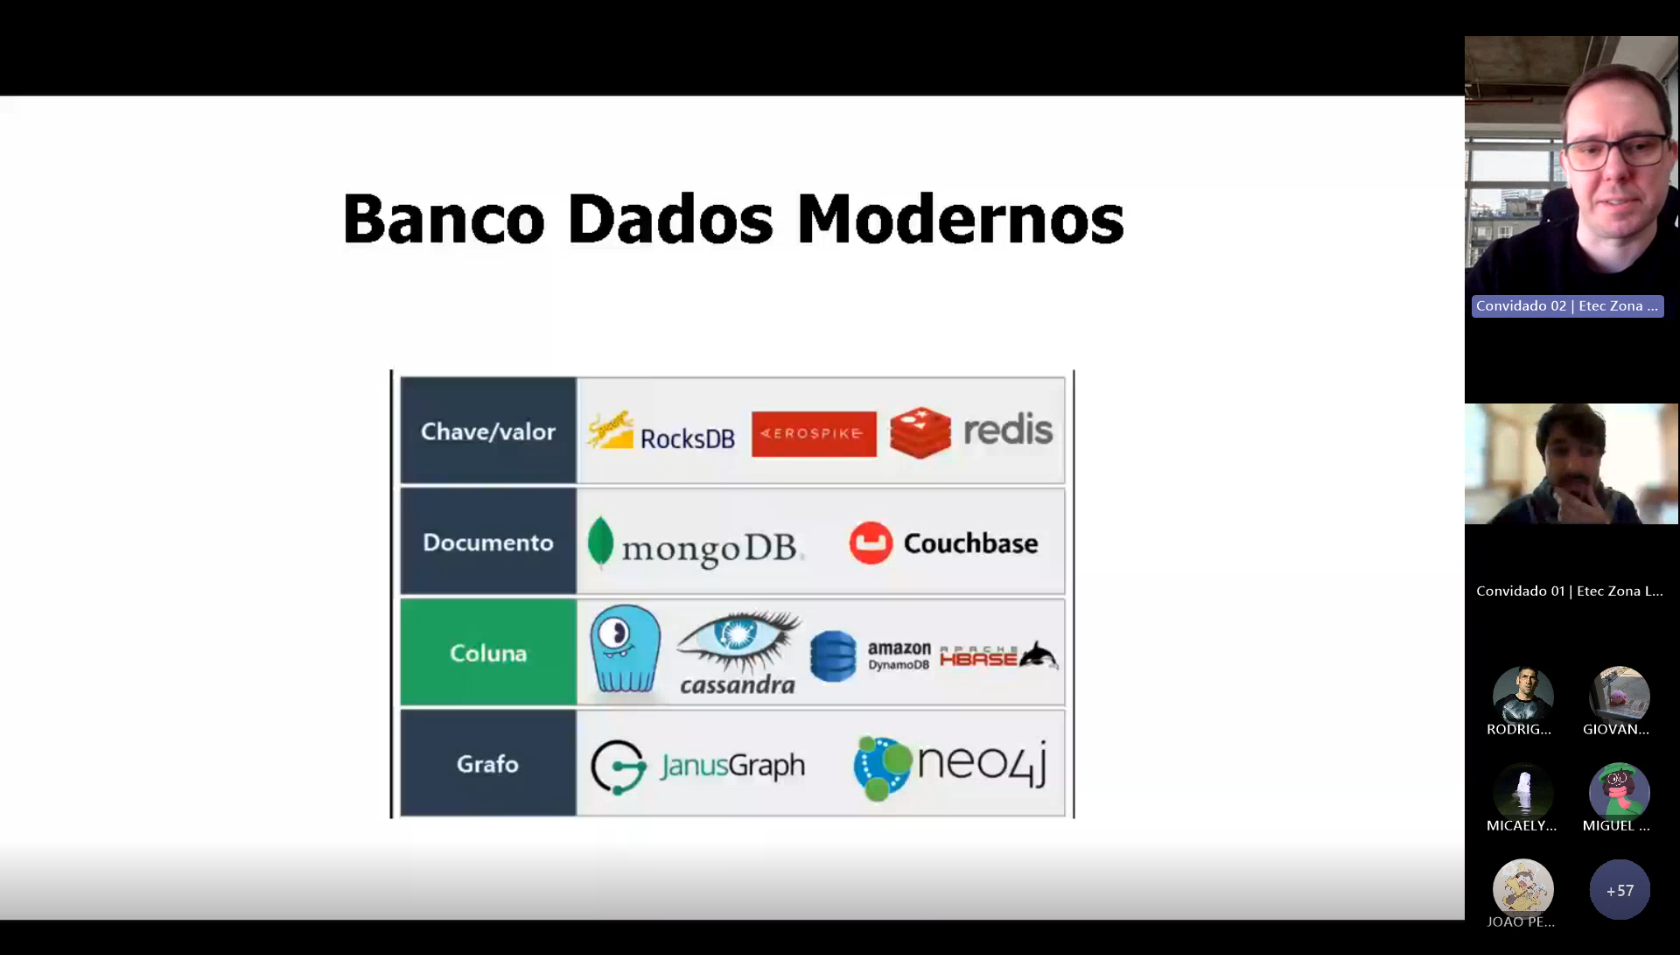 Banco Dados Modernos
Chave/valor
RocksDB
AEROSPIKE
redis
Documento
mongoDB
Couchbase
Coluna
cassandra
amazon
DynamoDB
APACHE
HBASE
Grafo
JanusGraph
neo4j
Convidado 02 | Etec Zona ...
Convidado 01 | Etec Zona L...
RODRIG...
GIOVAN...
MICAELY...
MIGUEL ...
JOAO PE...
+57